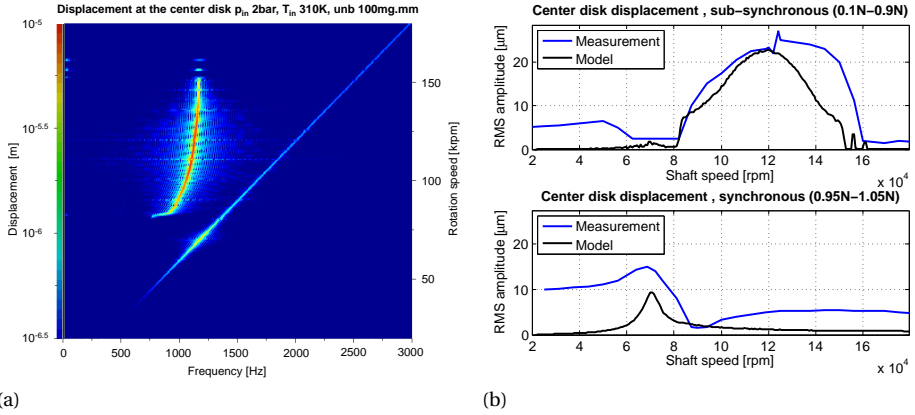 Displacement at the center disk p_in 2bar, T_in 310K, unb 100mg.mm
10^-5
10^-5.5
10^-6
10^-6.5
Displacement [m]
150
100
50
Rotation speed [krpm]
0
500
1000
1500
2000
2500
3000
Frequency [Hz]
(a)
Center disk displacement , sub−synchronous (0.1N−0.9N)
RMS amplitude [µm]
20
10
0
Measurement
Model
2
4
6
8
10
12
14
16
Shaft speed [rpm]
x 10^4
Center disk displacement , synchronous (0.95N−1.05N)
RMS amplitude [µm]
20
10
0
Measurement
Model
2
4
6
8
10
12
14
16
Shaft speed [rpm]
x 10^4
(b)